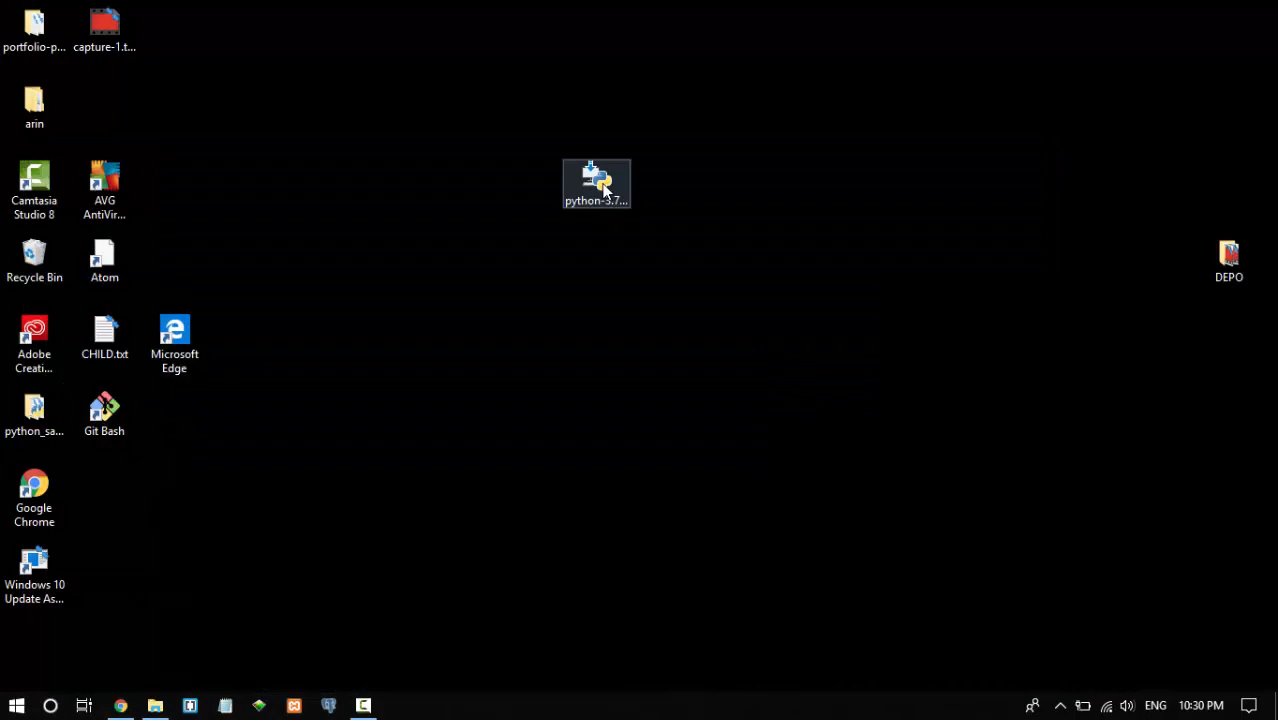 portfolio-p...
capture-1.t...
arin
python-3.7...
Camtasia
Studio 8
AVG
AntiVir...
Recycle Bin
Atom
DEPO
Adobe
Creati...
CHILD.txt
Microsoft
Edge
python_sa...
Git Bash
Google
Chrome
Windows 10
Update As...
ENG
10:30 PM